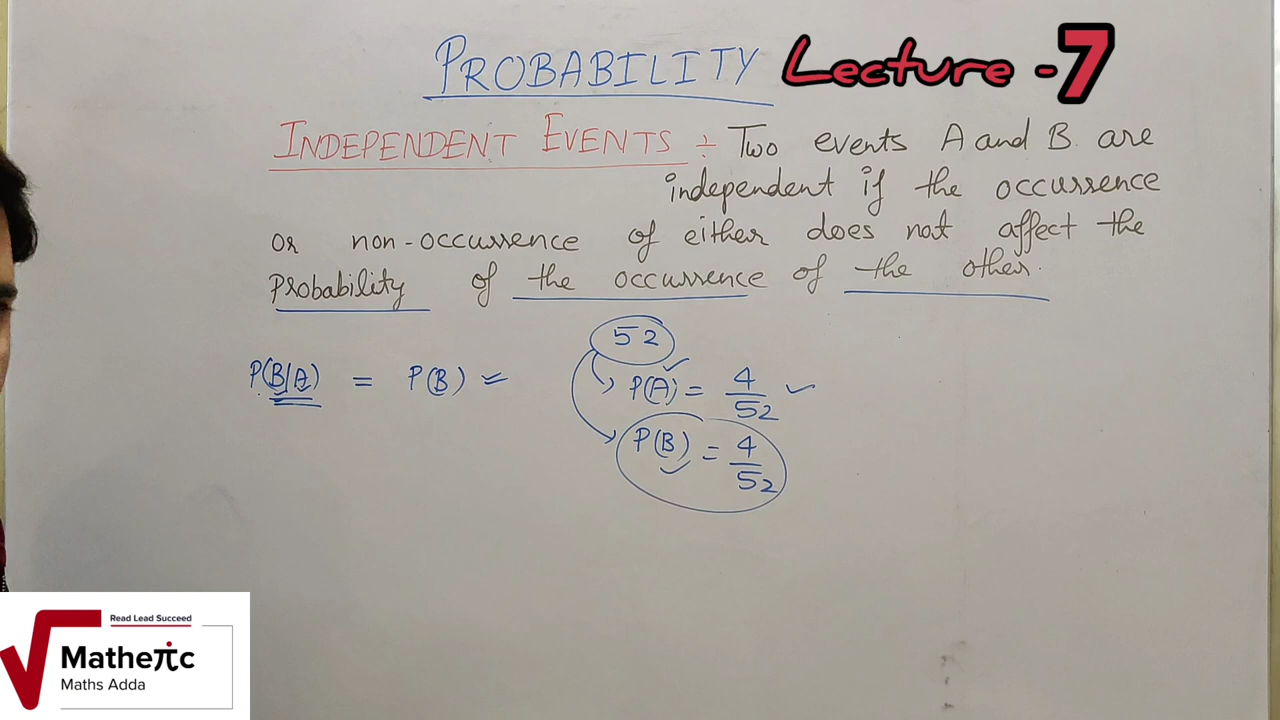 PROBABILITY Lecture -7
INDEPENDENT EVENTS ÷ Two events A and B are
independent if the occurrence
or non-occurrence of either does not affect the
Probability of the occurrence of the other.
52
P(B|A) = P(B)
P(A) = 4/52
P(B) = 4/52
Read Lead Succeed
Matheπc
Maths Adda